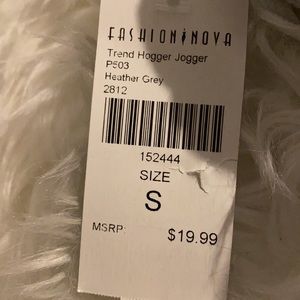 FASHIONNOVA
Trend Hogger Jogger
P503
Heather Grey
2812
152444
SIZE
S
MSRP: $19.99